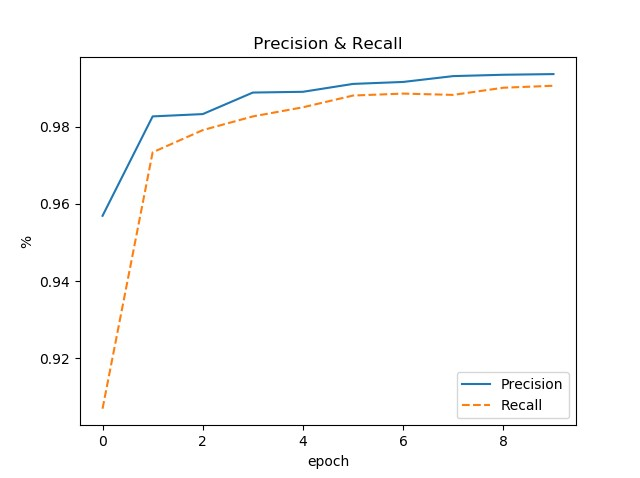 Precision & Recall
0.98
0.96
%
0.94
0.92
Precision
Recall
0 2 4 6 8
epoch